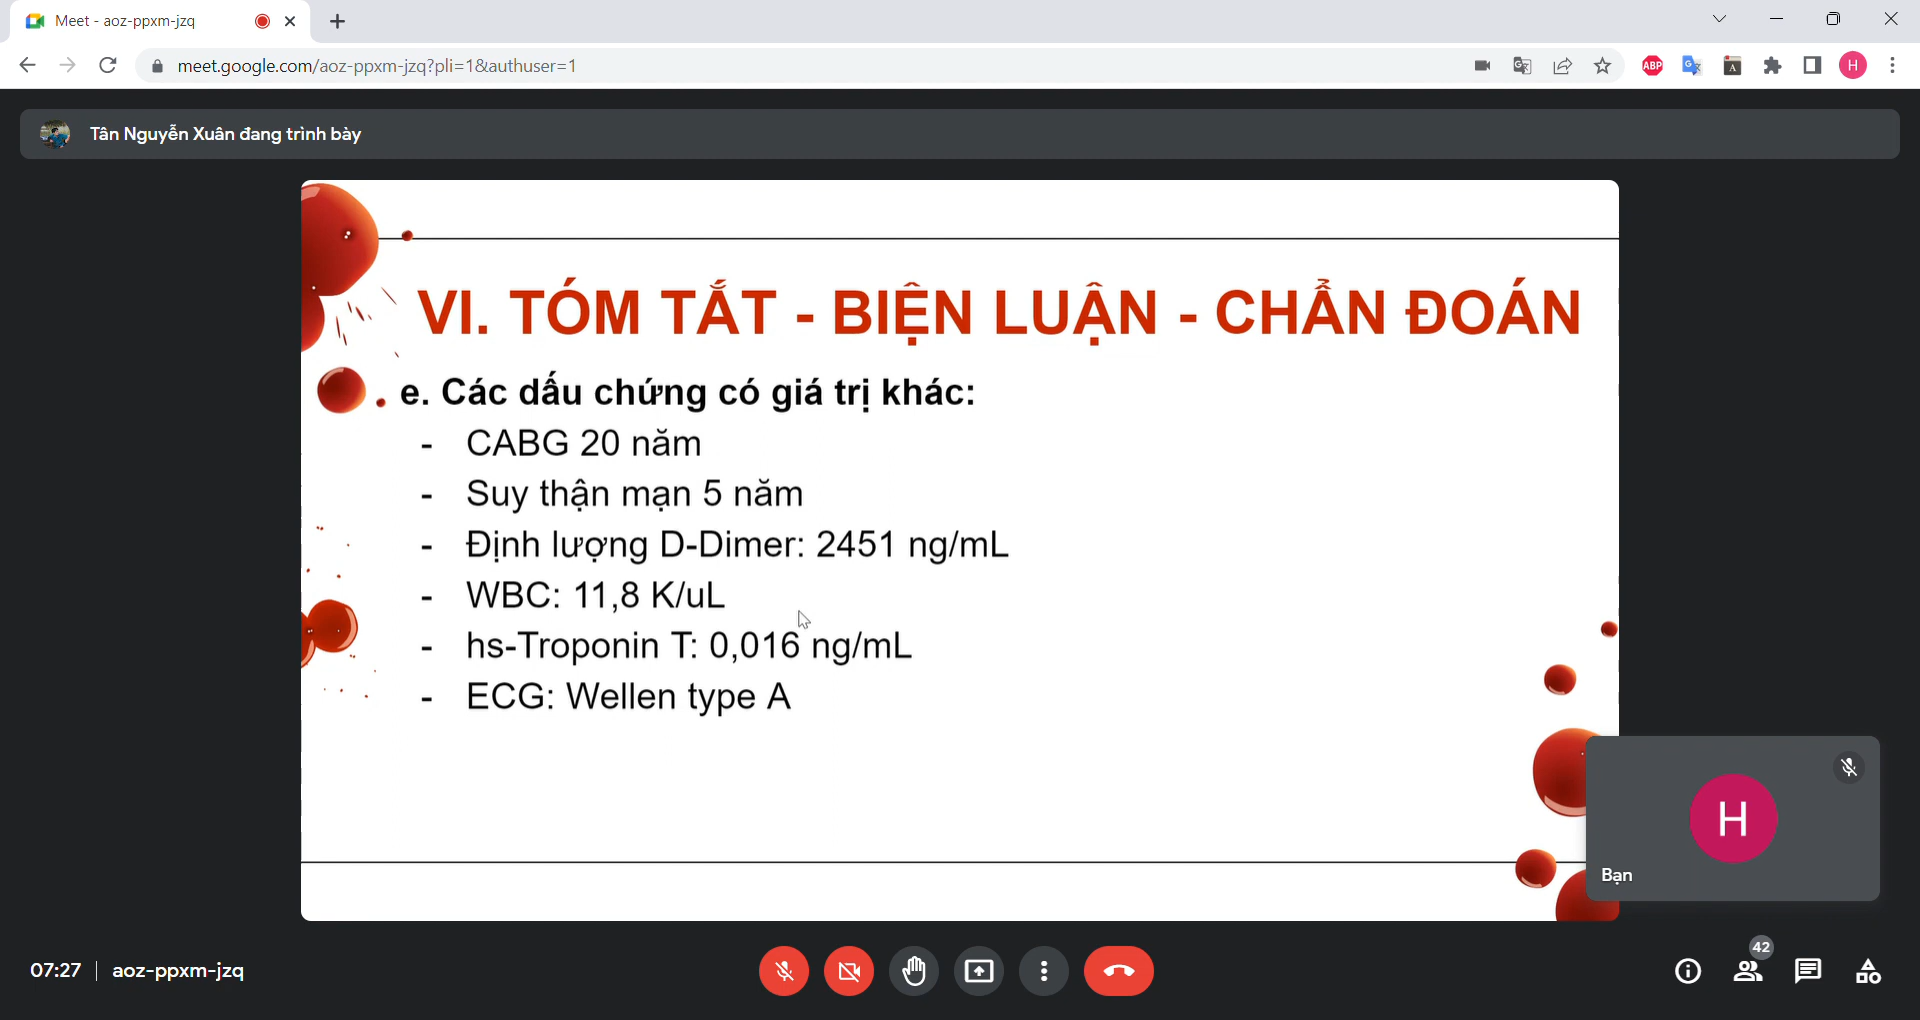 Meet - aoz-ppxm-jzq
meet.google.com/aoz-ppxm-jzq?pli=1&authuser=1
ABP
G
A
H
Tân Nguyễn Xuân đang trình bày
VI. TÓM TẮT - BIỆN LUẬN - CHẨN ĐOÁN
e. Các dấu chứng có giá trị khác:
- CABG 20 năm
- Suy thận mạn 5 năm
- Định lượng D-Dimer: 2451 ng/mL
- WBC: 11,8 K/uL
- hs-Troponin T: 0,016 ng/mL
- ECG: Wellen type A
H
Bạn
07:27 | aoz-ppxm-jzq
42